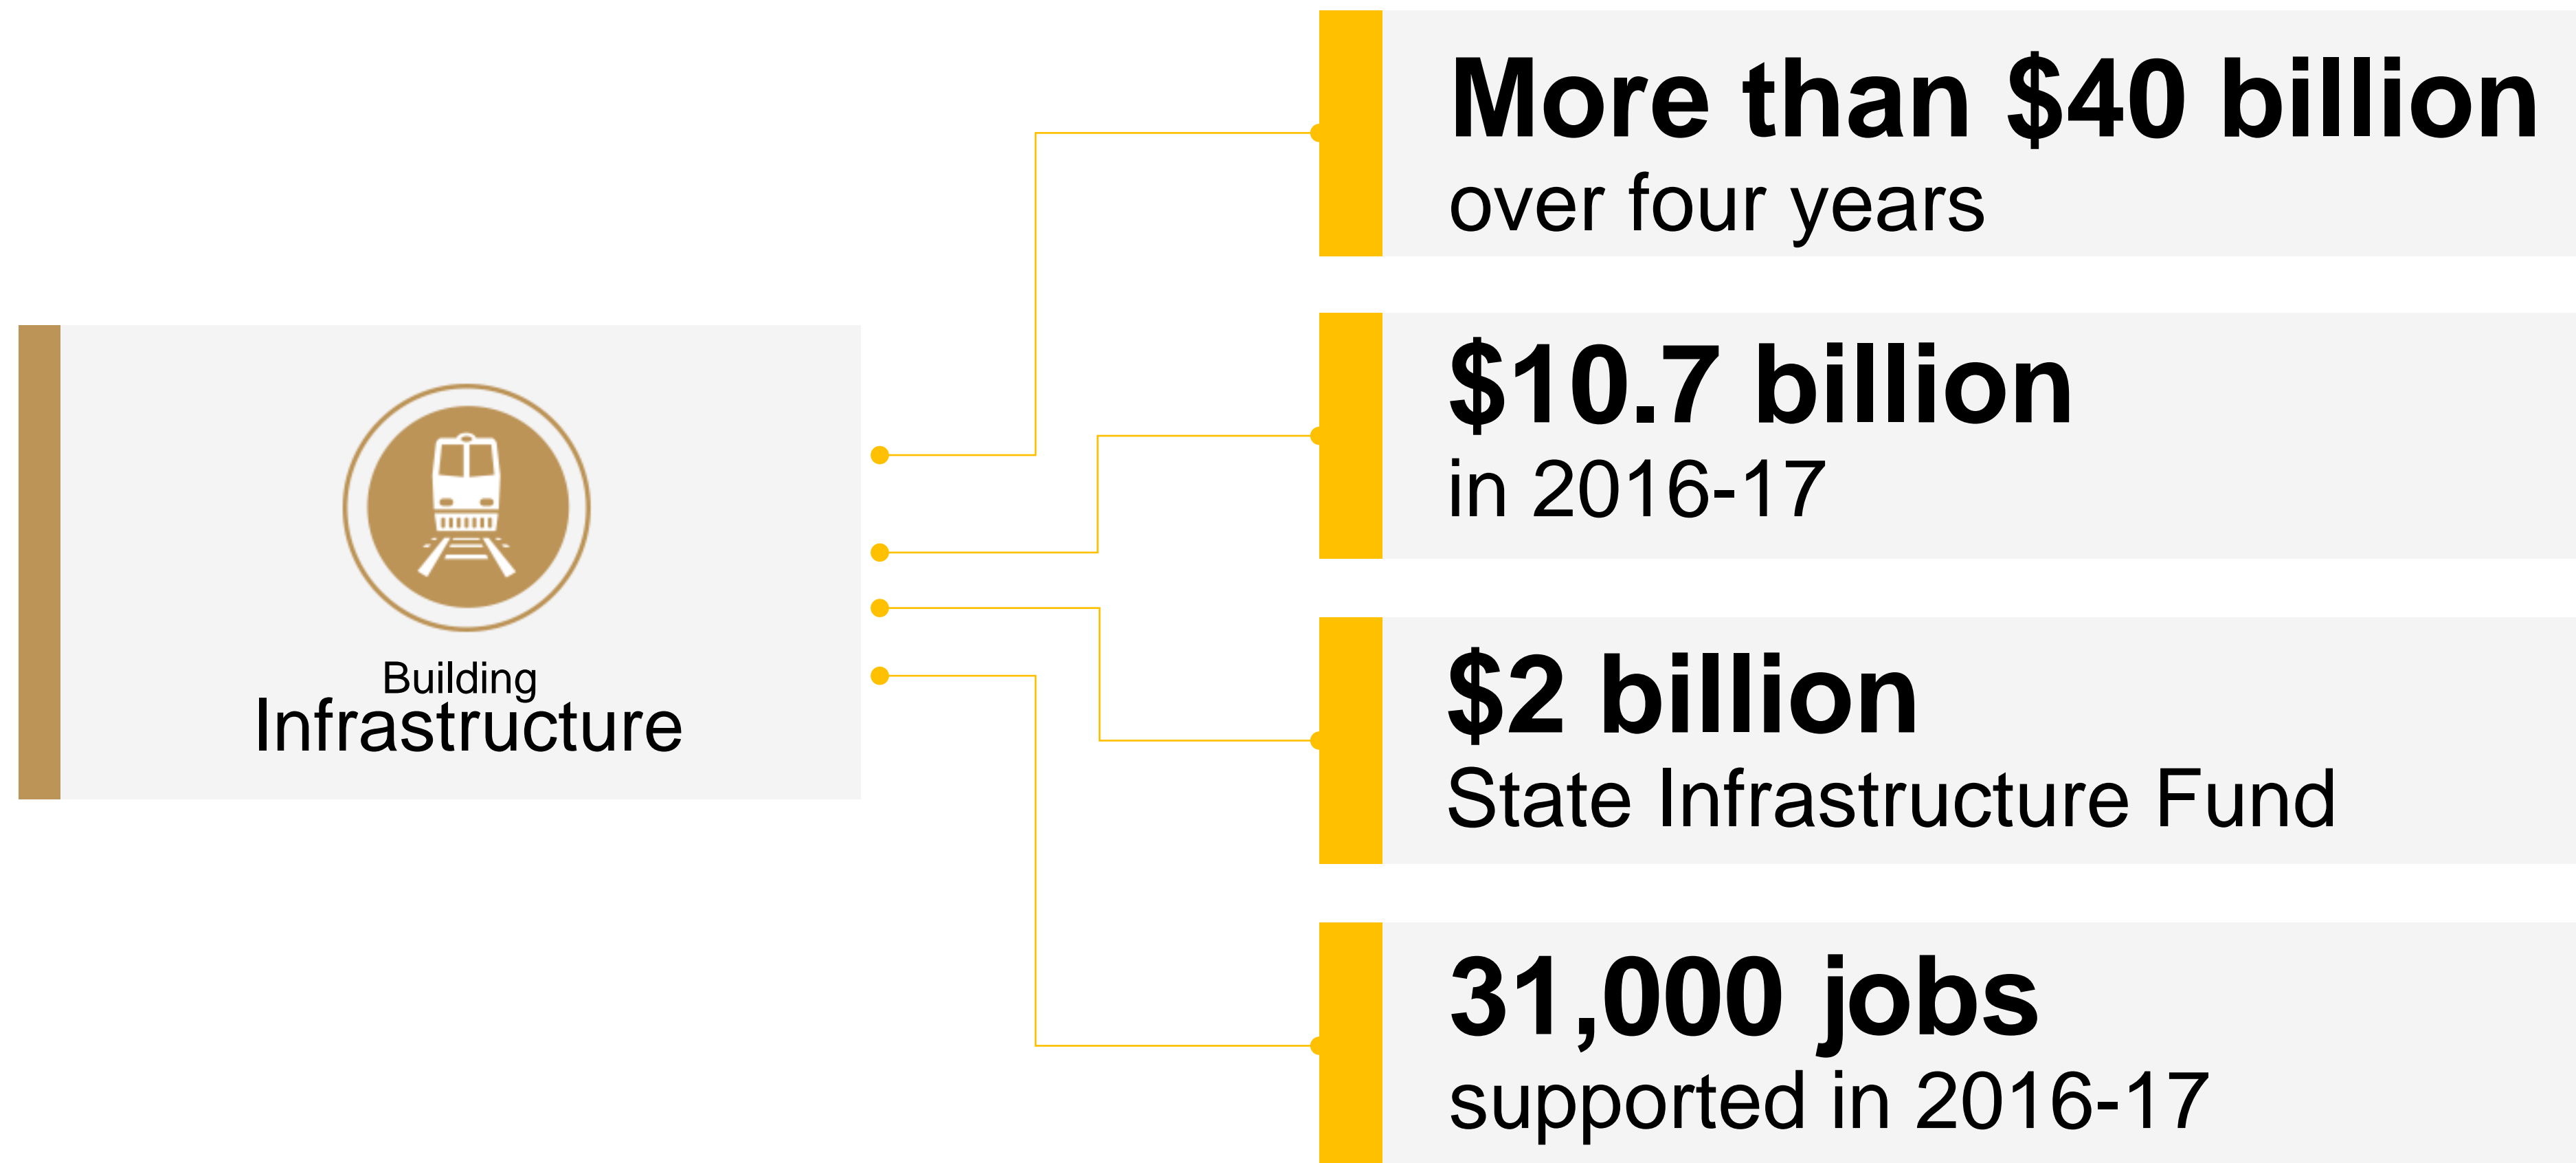 Building
Infrastructure
More than $40 billion
over four years
$10.7 billion
in 2016-17
$2 billion
State Infrastructure Fund
31,000 jobs
supported in 2016-17